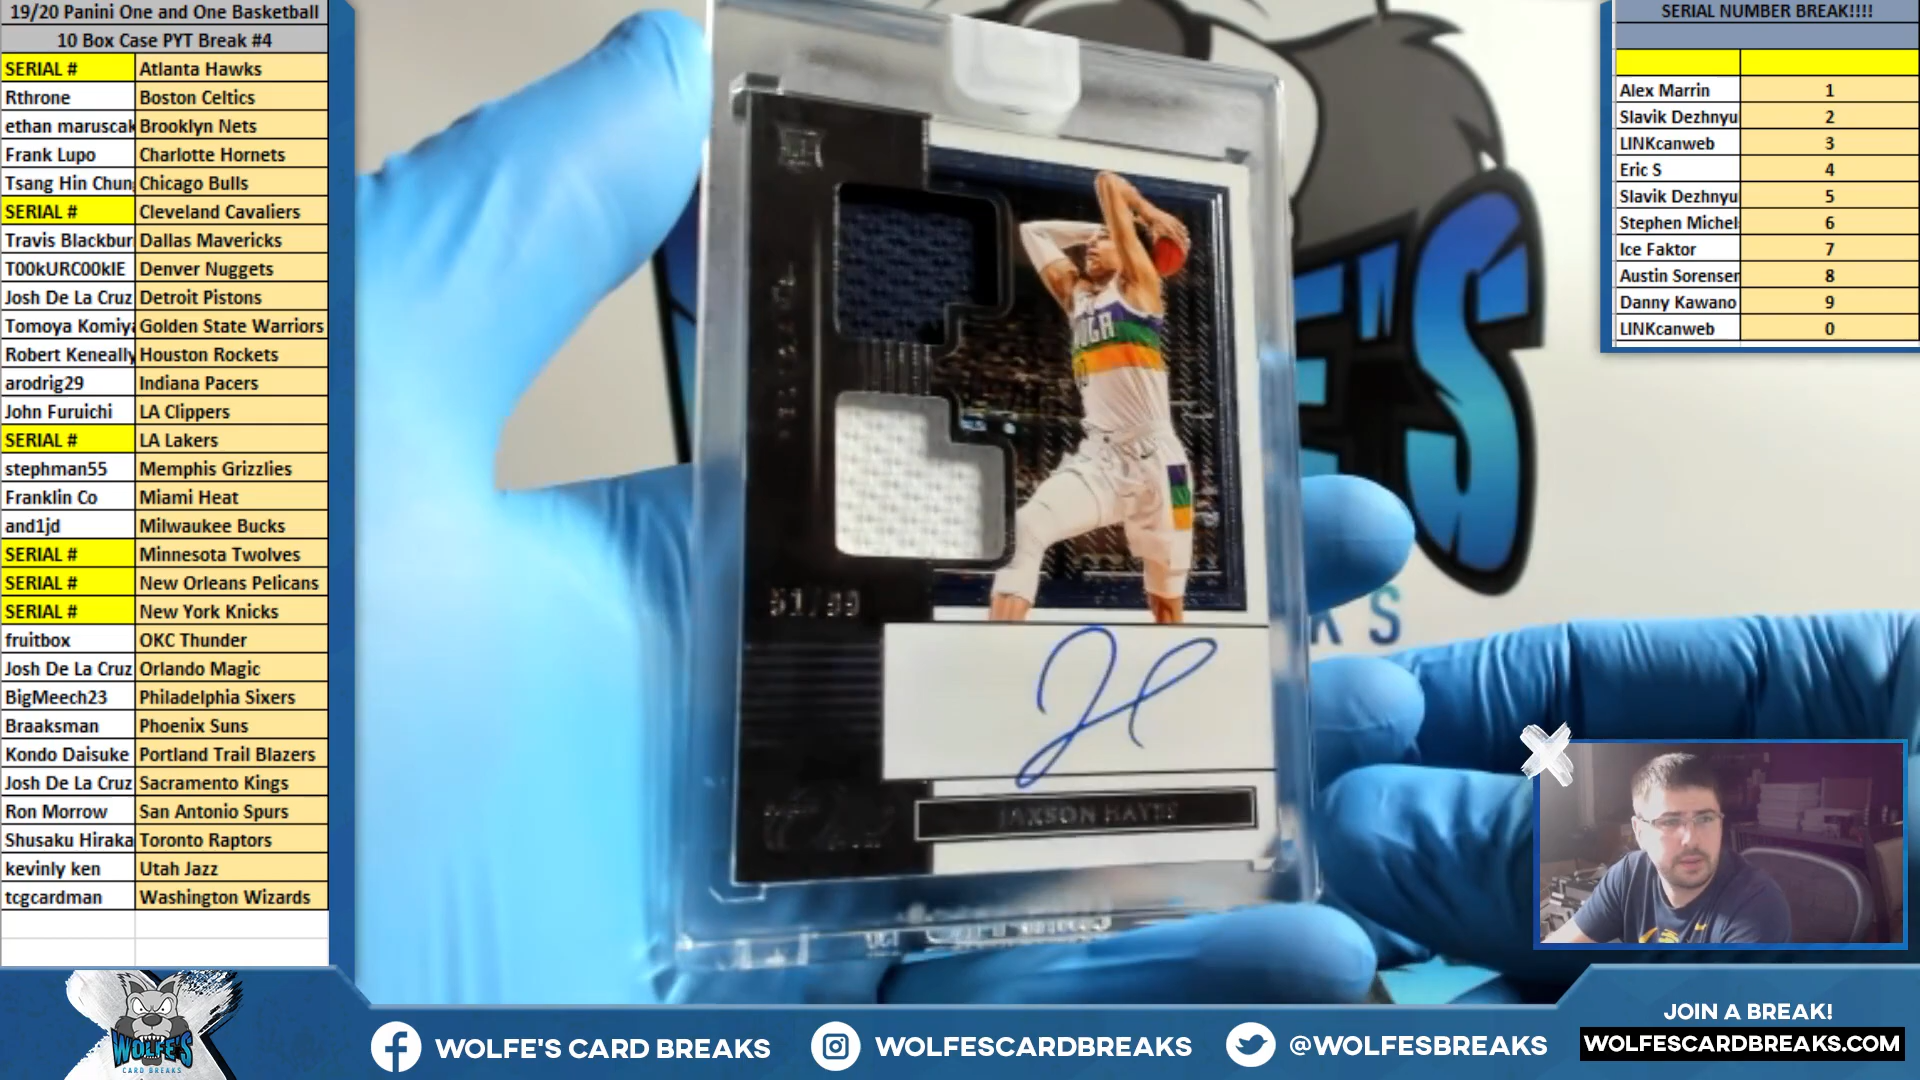 19/20 Panini One and One Basketball
10 Box Case PYT Break #4
SERIAL # Atlanta Hawks
Rthrone Boston Celtics
ethan maruscak Brooklyn Nets
Frank Lupo Charlotte Hornets
Tsang Hin Chun Chicago Bulls
SERIAL # Cleveland Cavaliers
Travis Blackbur Dallas Mavericks
T00kURC00kIE Denver Nuggets
Josh De La Cruz Detroit Pistons
Tomoya Komiya Golden State Warriors
Robert Keneally Houston Rockets
arodrig29 Indiana Pacers
John Furuichi LA Clippers
SERIAL # LA Lakers
stephman55 Memphis Grizzlies
Franklin Co Miami Heat
and1jd Milwaukee Bucks
SERIAL # Minnesota Twolves
SERIAL # New Orleans Pelicans
SERIAL # New York Knicks
fruitbox OKC Thunder
Josh De La Cruz Orlando Magic
BigMeech23 Philadelphia Sixers
Braaksman Phoenix Suns
Kondo Daisuke Portland Trail Blazers
Josh De La Cruz Sacramento Kings
Ron Morrow San Antonio Spurs
Shusaku Hiraka Toronto Raptors
kevinly ken Utah Jazz
tcgcardman Washington Wizards
SERIAL NUMBER BREAK!!!!
Alex Marrin 1
Slavik Dezhnyu 2
LINKcanweb 3
Eric S 4
Slavik Dezhnyu 5
Stephen Michel 6
Ice Faktor 7
Austin Sorensen 8
Danny Kawano 9
LINKcanweb 0
51/99
JAXSON HAYES
WOLFE'S
CARD BREAKS
WOLFE'S CARD BREAKS
WOLFESCARDBREAKS
@WOLFESBREAKS
JOIN A BREAK!
WOLFESCARDBREAKS.COM